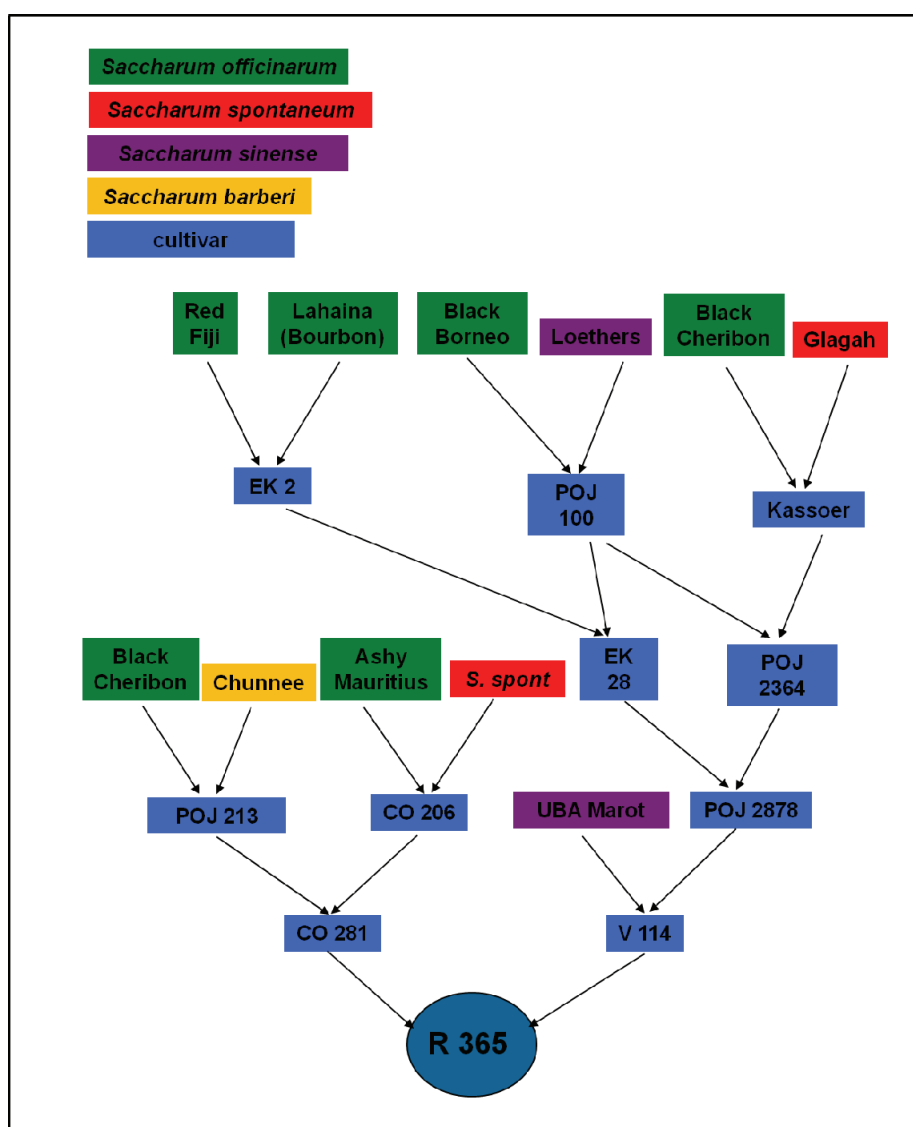 Saccharum officinarum
Saccharum spontaneum
Saccharum sinense
Saccharum barberi
cultivar
Red
Fiji
Lahaina
(Bourbon)
Black
Borneo
Loethers
Black
Cheribon
Glagah
EK 2
POJ
100
Kassoer
Black
Cheribon
Chunnee
Ashy
Mauritius
S. spont
EK
28
POJ
2364
POJ 213
CO 206
UBA Marot
POJ 2878
CO 281
V 114
R 365